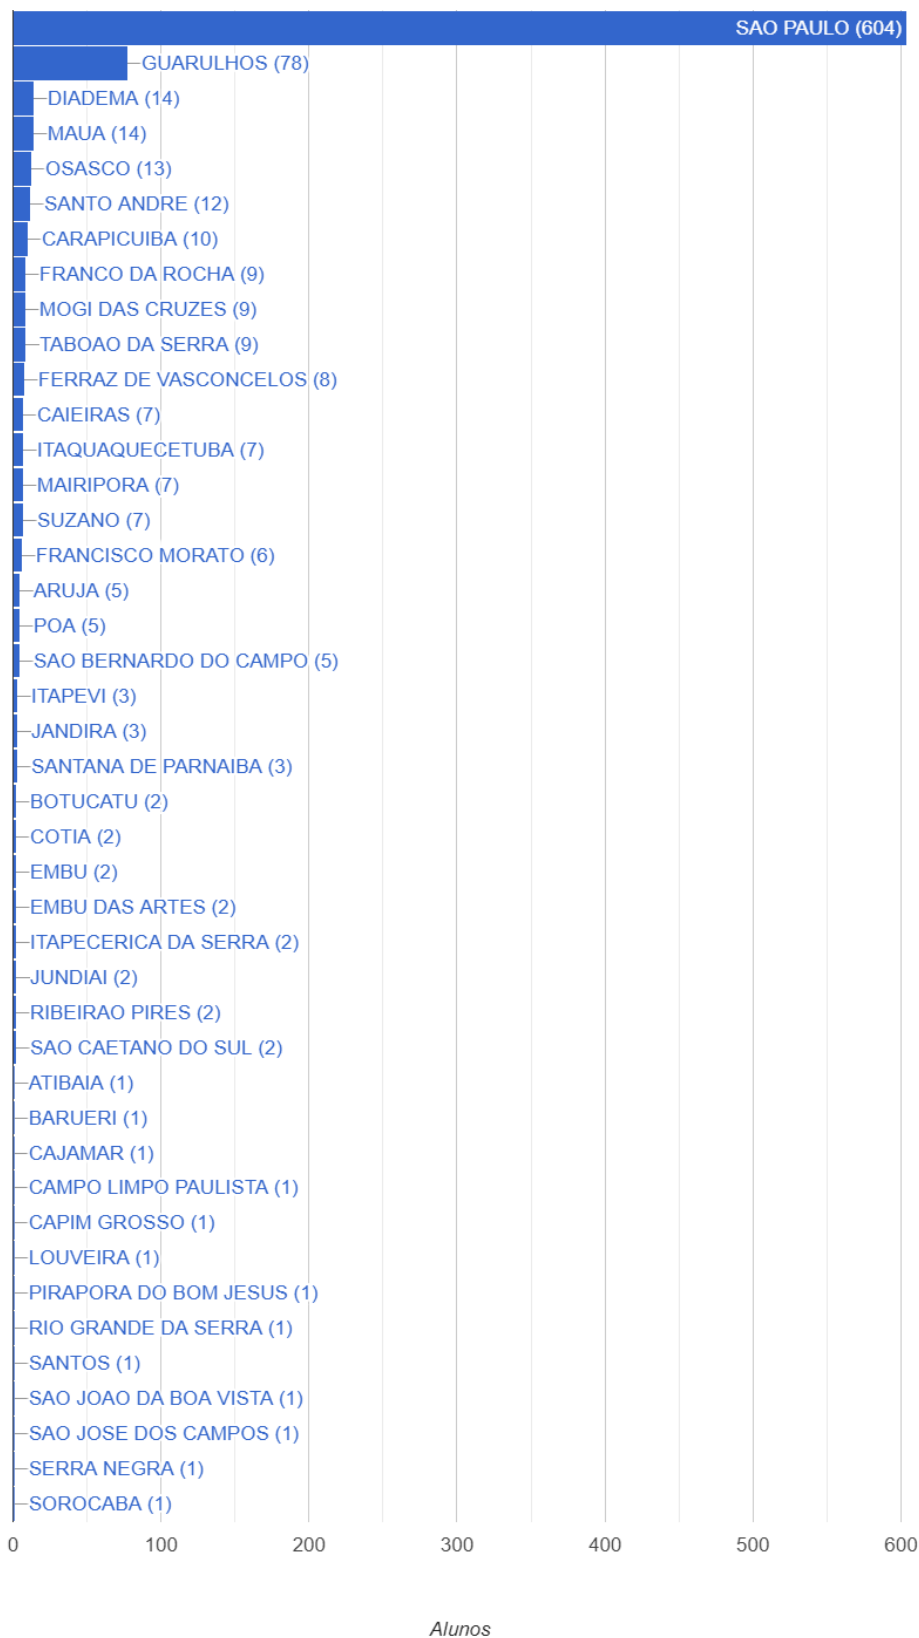 SAO PAULO (604)
GUARULHOS (78)
DIADEMA (14)
MAUA (14)
OSASCO (13)
SANTO ANDRE (12)
CARAPICUIBA (10)
FRANCO DA ROCHA (9)
MOGI DAS CRUZES (9)
TABOAO DA SERRA (9)
FERRAZ DE VASCONCELOS (8)
CAIEIRAS (7)
ITAQUAQUECETUBA (7)
MAIRIPORA (7)
SUZANO (7)
FRANCISCO MORATO (6)
ARUJA (5)
POA (5)
SAO BERNARDO DO CAMPO (5)
ITAPEVI (3)
JANDIRA (3)
SANTANA DE PARNAIBA (3)
BOTUCATU (2)
COTIA (2)
EMBU (2)
EMBU DAS ARTES (2)
ITAPECERICA DA SERRA (2)
JUNDIAI (2)
RIBEIRAO PIRES (2)
SAO CAETANO DO SUL (2)
ATIBAIA (1)
BARUERI (1)
CAJAMAR (1)
CAMPO LIMPO PAULISTA (1)
CAPIM GROSSO (1)
LOUVEIRA (1)
PIRAPORA DO BOM JESUS (1)
RIO GRANDE DA SERRA (1)
SANTOS (1)
SAO JOAO DA BOA VISTA (1)
SAO JOSE DOS CAMPOS (1)
SERRA NEGRA (1)
SOROCABA (1)
0 100 200 300 400 500 600
Alunos